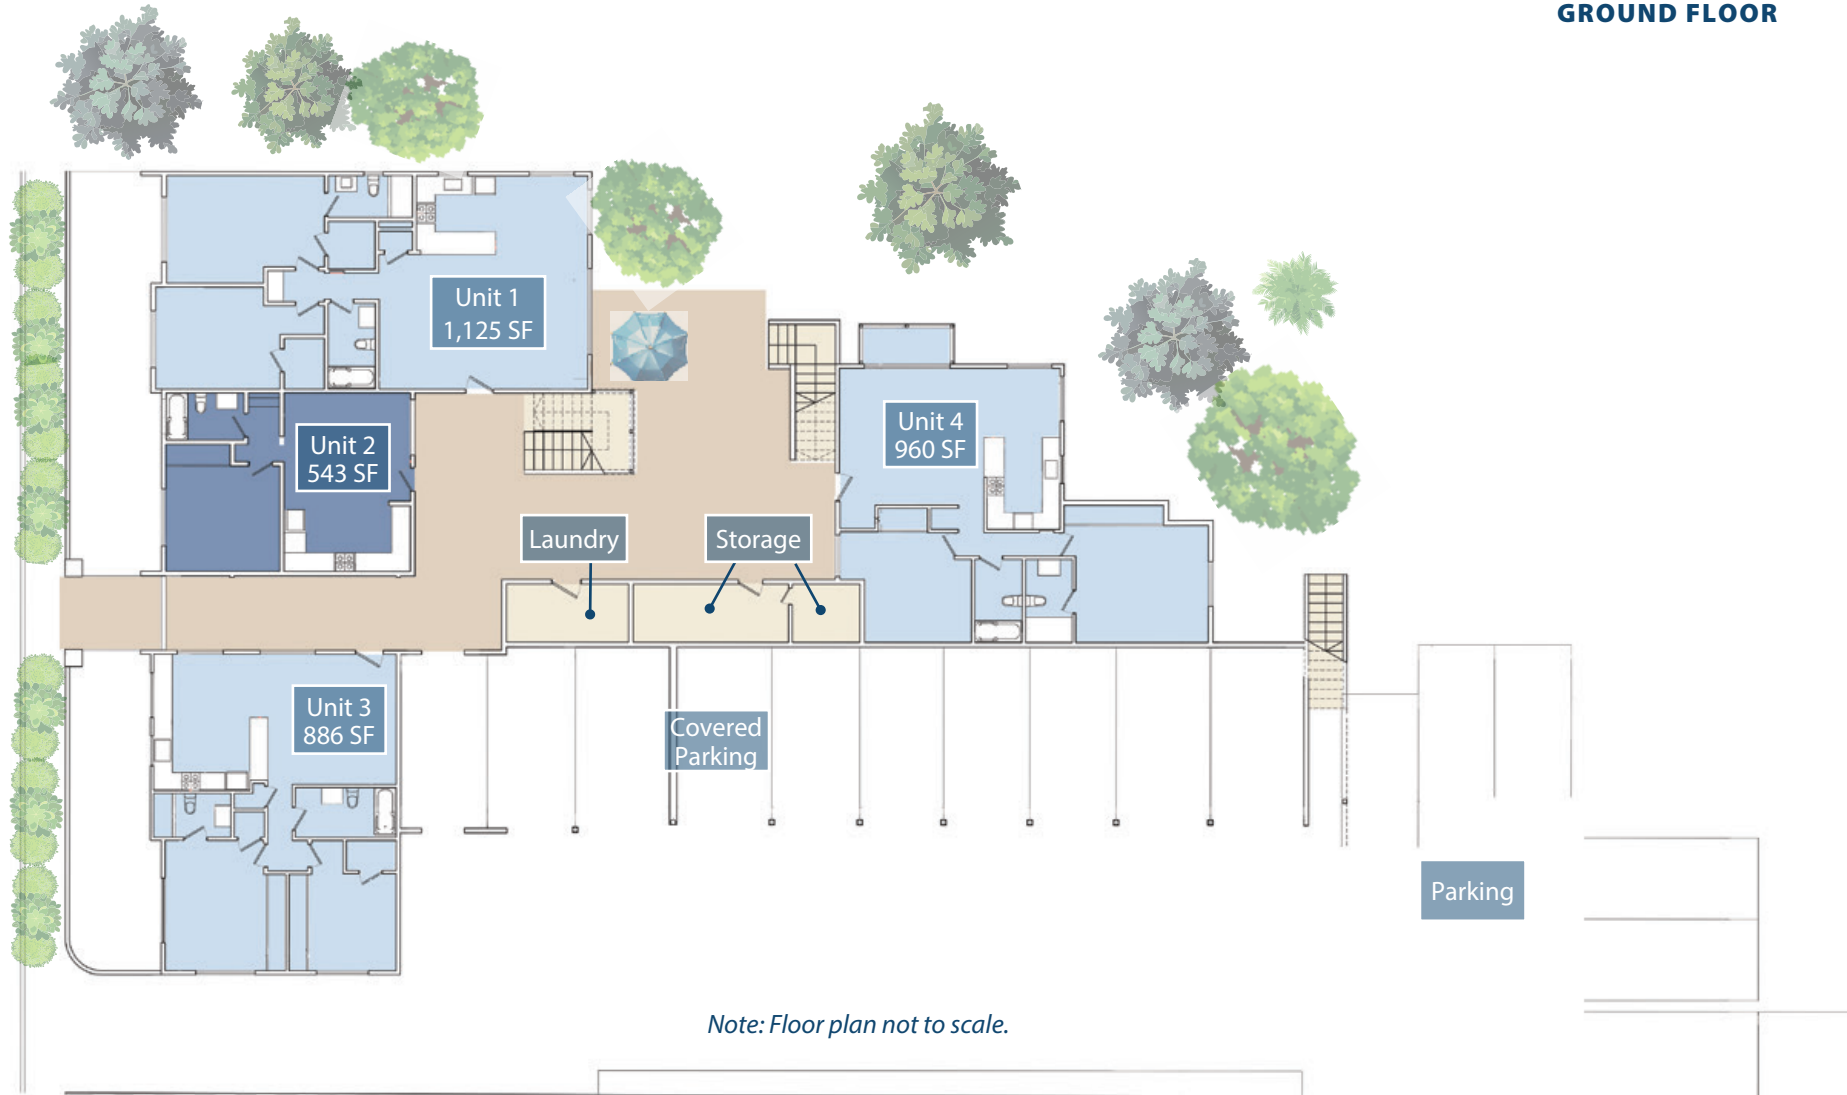 GROUND FLOOR
Unit 1
1,125 SF
Unit 2
543 SF
Unit 4
960 SF
Laundry
Storage
Unit 3
886 SF
Covered
Parking
Parking
Note: Floor plan not to scale.